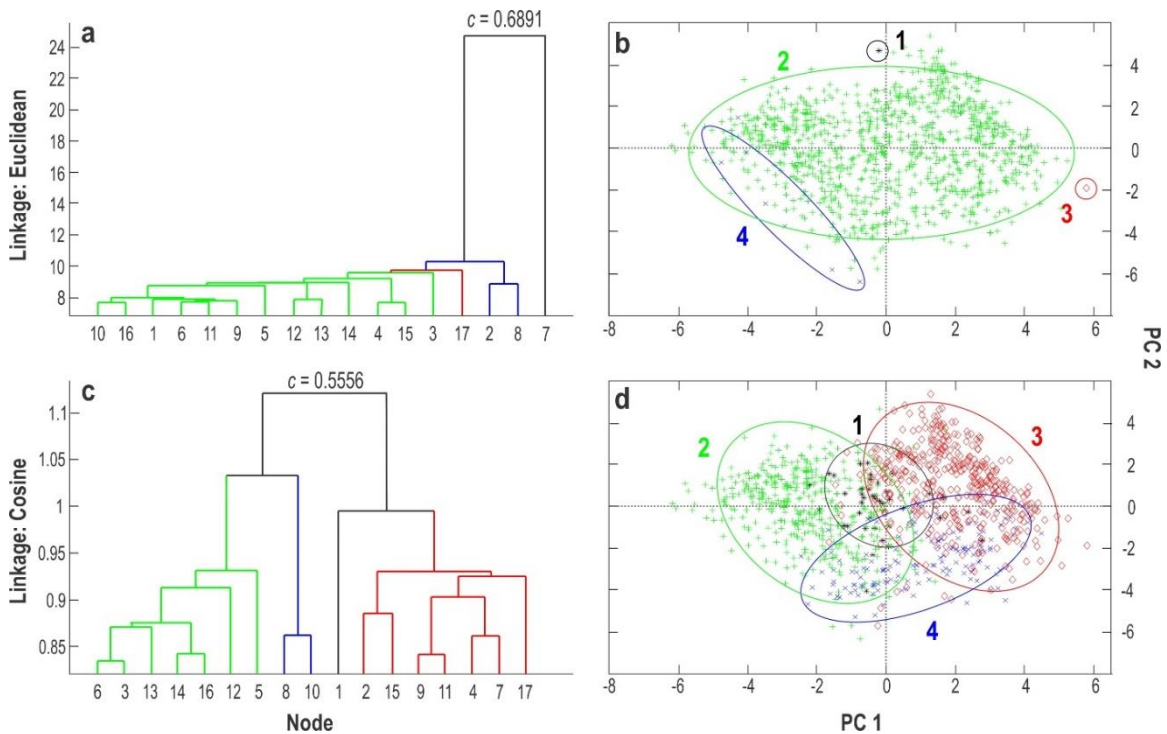 a
c = 0.6891
24
22
20
18
16
14
12
10
8
Linkage: Euclidean
10 16 1 6 11 9 5 12 13 14 4 15 3 17 2 8 7
b
1
2
3
4
4
2
0
-2
-4
-6
-8 -6 -4 -2 0 2 4 6
PC 2
c
c = 0.5556
1.1
1.05
1
0.95
0.9
0.85
Linkage: Cosine
6 3 13 14 16 12 5 8 10 1 2 15 9 11 4 7 17
Node
d
1
2
3
4
4
2
0
-2
-4
-6
-8 -6 -4 -2 0 2 4 6
PC 1